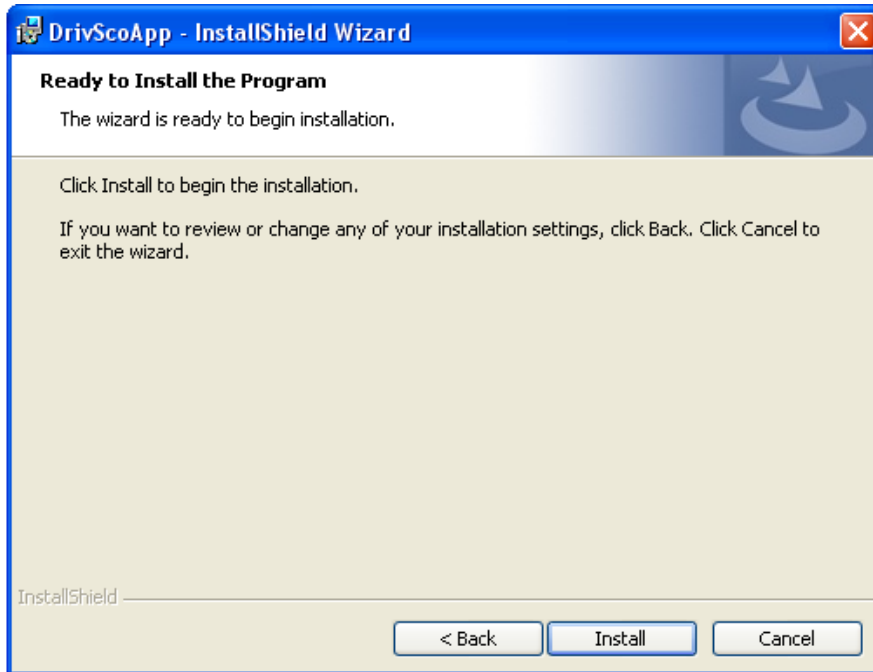 DrivScoApp - InstallShield Wizard
Ready to Install the Program
The wizard is ready to begin installation.
Click Install to begin the installation.
If you want to review or change any of your installation settings, click Back. Click Cancel to
exit the wizard.
InstallShield
< Back Install Cancel